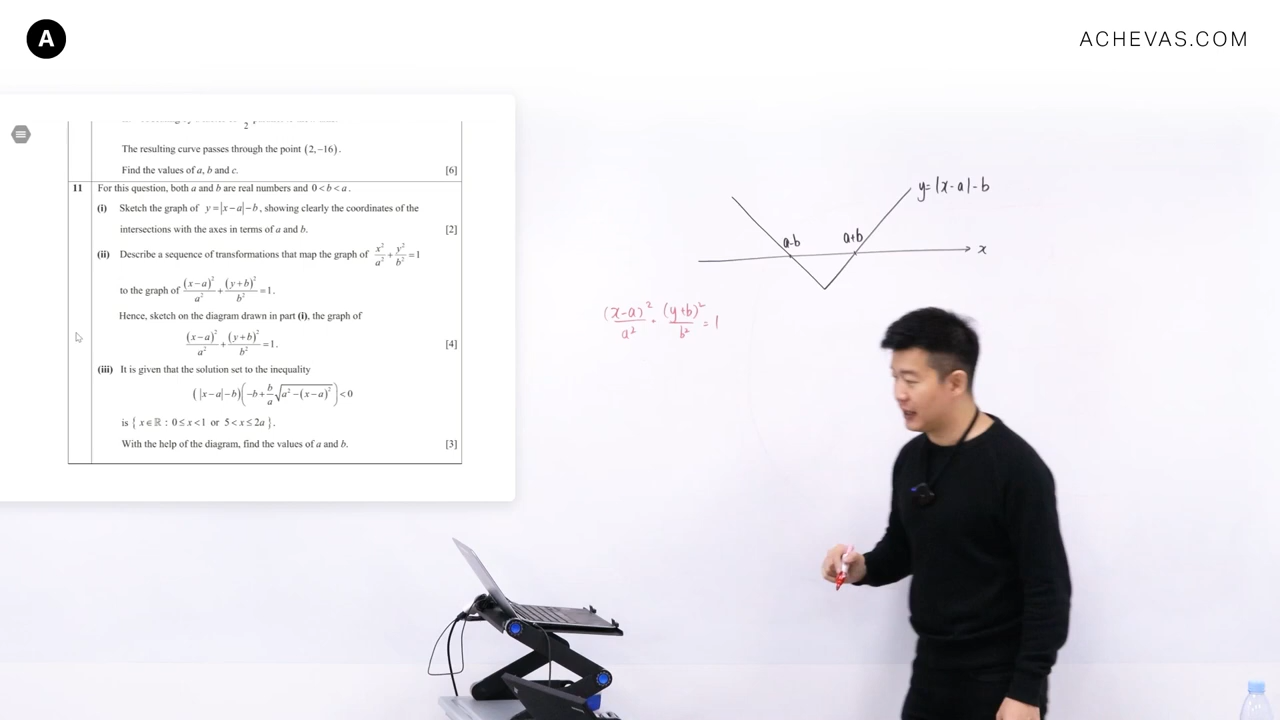 A
ACHEVAS.COM
2
The resulting curve passes through the point (2,−16).
Find the values of a, b and c. [6]
11 For this question, both a and b are real numbers and 0<b<a.
(i) Sketch the graph of y=|x−a|−b, showing clearly the coordinates of the
intersections with the axes in terms of a and b. [2]
(ii) Describe a sequence of transformations that map the graph of x²/a² + y²/b² = 1
to the graph of (x−a)²/a² + (y+b)²/b² = 1.
Hence, sketch on the diagram drawn in part (i), the graph of
(x−a)²/a² + (y+b)²/b² = 1. [4]
(iii) It is given that the solution set to the inequality
(|x−a|−b)(−b+b/a √(a²−(x−a)²))<0
is {x∈ℝ : 0≤x<1 or 5<x≤2a}.
With the help of the diagram, find the values of a and b. [3]
y=|x-a|-b
a-b
a+b
x
(x-a)²/a² + (y+b)²/b² = 1